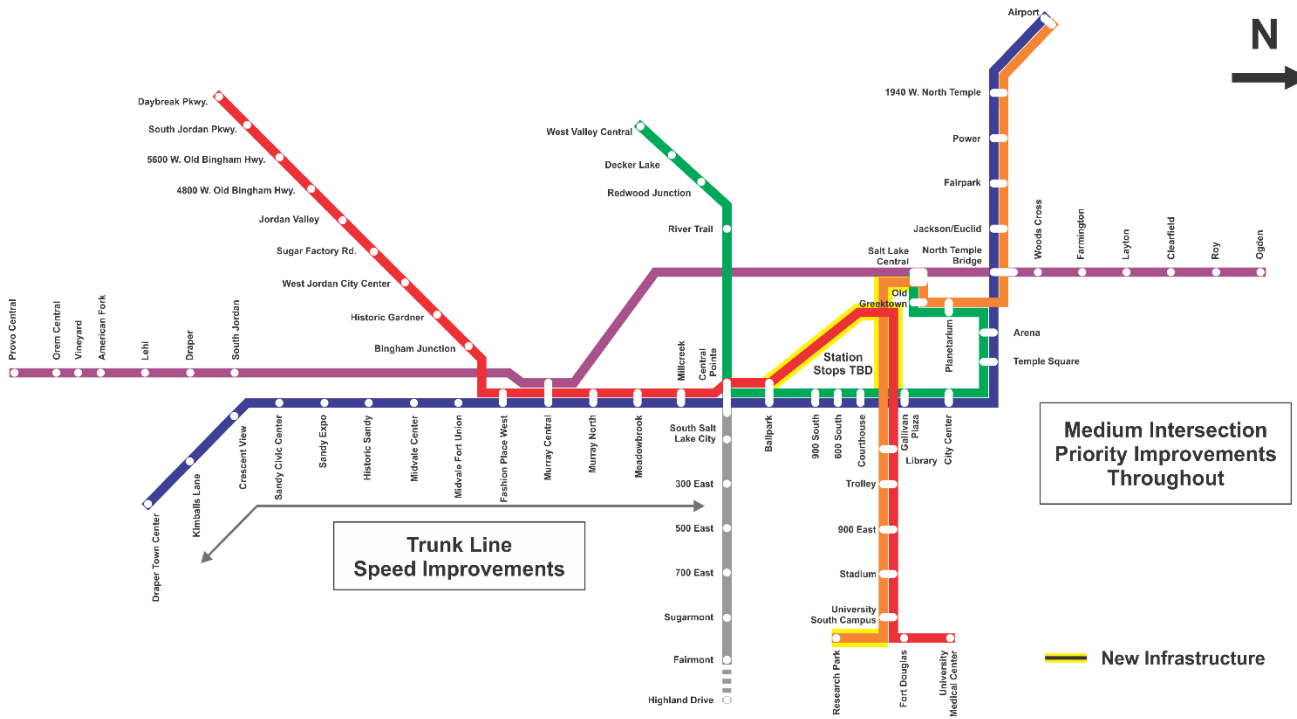 Airport
N
1940 W. North Temple
Power
Fairpark
Jackson/Euclid
North Temple
Bridge
Salt Lake
Central
Old
Greektown
Planetarium
Arena
Temple Square
Woods Cross
Farmington
Layton
Clearfield
Roy
Ogden
Daybreak Pkwy.
South Jordan Pkwy.
5600 W. Old Bingham Hwy.
4800 W. Old Bingham Hwy.
Jordan Valley
Sugar Factory Rd.
West Jordan City Center
Historic Gardner
Bingham Junction
West Valley Central
Decker Lake
Redwood Junction
River Trail
Provo Central
Orem Central
Vineyard
American Fork
Lehi
Draper
South Jordan
Millcreek
Central
Pointe
Station
Stops TBD
Draper Town Center
Kimballs Lane
Crescent View
Sandy Civic Center
Sandy Expo
Historic Sandy
Midvale Center
Midvale Fort Union
Fashion Place West
Murray Central
Murray North
Meadowbrook
South Salt
Lake City
Ballpark
900 South
600 South
Courthouse
Gallivan
Plaza
Library
City Center
300 East
500 East
700 East
Sugarmont
Fairmont
Highland Drive
Trolley
900 East
Stadium
University
South Campus
Research Park
Fort Douglas
University
Medical Center
Trunk Line
Speed Improvements
Medium Intersection
Priority Improvements
Throughout
New Infrastructure